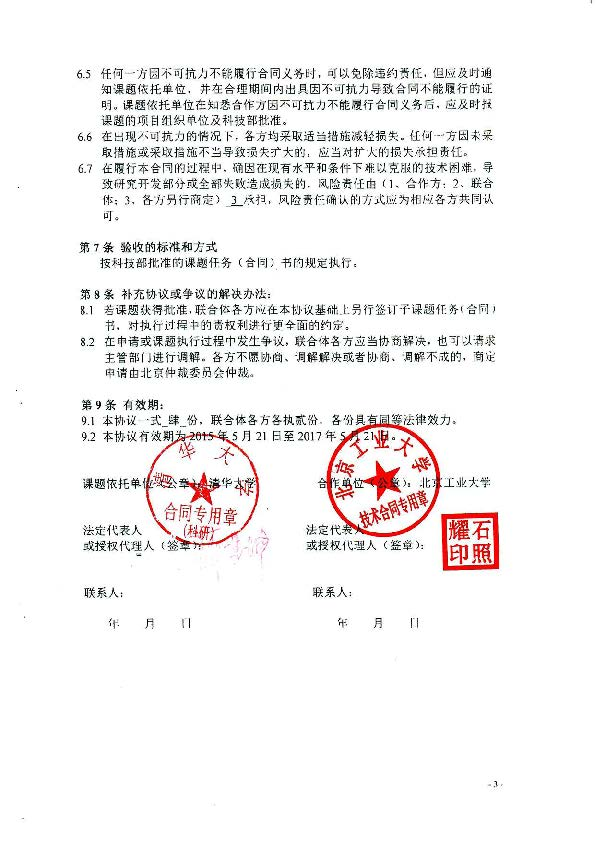 6.5 任何一方因不可抗力不能履行合同义务时，可以免除违约责任，但应及时通
知课题依托单位，并在合理期间内出具因不可抗力导致合同不能履行的证
明。课题依托单位在知悉合作方因不可抗力不能履行合同义务后，应及时报
课题的项目组织单位及科技部批准。
6.6 在出现不可抗力的情况下，各方均采取适当措施减轻损失。任何一方因未采
取措施或采取措施不当导致损失扩大的，应当对扩大的损失承担责任。
6.7 在履行本合同的过程中，确因在现有水平和条件下难以克服的技术困难，导
致研究开发部分或全部失败造成损失的，风险责任由（1、合作方；2、联合
体；3、各方另行商定）_3_承担，风险责任确认的方式应为相应各方共同认
可。
第 7 条 验收的标准和方式
按科技部批准的课题任务（合同）书的规定执行。
第 8 条 补充协议或争议的解决办法：
8.1 若课题获得批准，联合体各方应在本协议基础上另行签订子课题任务（合同）
书，对执行过程中的责权利进行更全面的约定。
8.2 在申请或课题执行过程中发生争议，联合体各方应当协商解决，也可以请求
主管部门进行调解。各方不愿协商、调解解决或者协商、调解不成的，商定
申请由北京仲裁委员会仲裁。
第 9 条 有效期：
9.1 本协议一式_肆_份，联合体各方各执贰份，各份具有同等法律效力。
9.2 本协议有效期为 2015 年 5 月 21 日至 2017 年 5 月 21 日。
课题依托单位（公章）：清华大学 合作单位（公章）：北京工业大学
清华大学
合同专用章
（科研）
北京工业大学
技术合同专用章
法定代表人 法定代表人
或授权代理人（签章）： 或授权代理人（签章）：
石照耀印
联系人： 联系人：
年 月 日 年 月 日
- 3 -